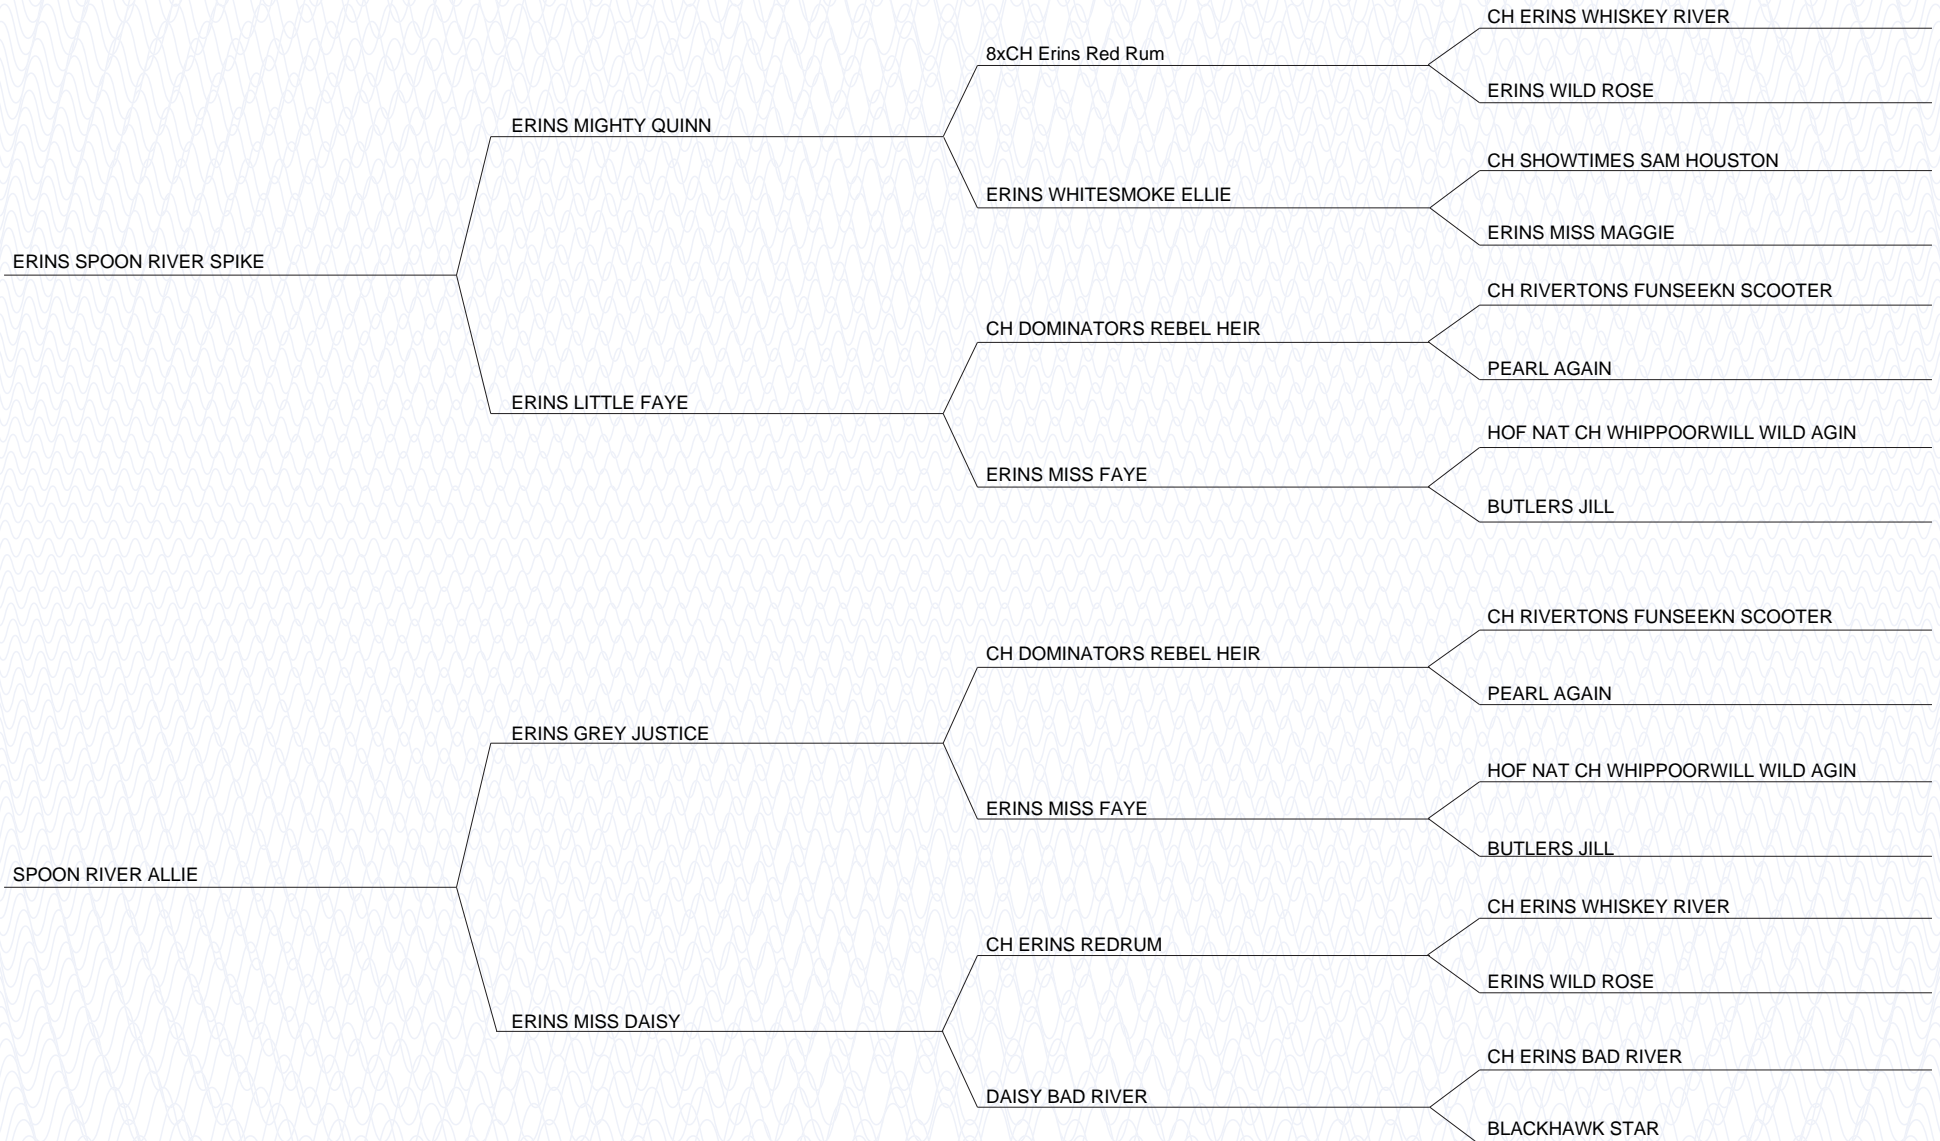 CH ERINS WHISKEY RIVER
8xCH Erins Red Rum
ERINS WILD ROSE
ERINS MIGHTY QUINN
CH SHOWTIMES SAM HOUSTON
ERINS WHITESMOKE ELLIE
ERINS MISS MAGGIE
ERINS SPOON RIVER SPIKE
CH RIVERTONS FUNSEEKN SCOOTER
CH DOMINATORS REBEL HEIR
PEARL AGAIN
ERINS LITTLE FAYE
HOF NAT CH WHIPPOORWILL WILD AGIN
ERINS MISS FAYE
BUTLERS JILL
CH RIVERTONS FUNSEEKN SCOOTER
CH DOMINATORS REBEL HEIR
PEARL AGAIN
ERINS GREY JUSTICE
HOF NAT CH WHIPPOORWILL WILD AGIN
ERINS MISS FAYE
BUTLERS JILL
SPOON RIVER ALLIE
CH ERINS WHISKEY RIVER
CH ERINS REDRUM
ERINS WILD ROSE
ERINS MISS DAISY
CH ERINS BAD RIVER
DAISY BAD RIVER
BLACKHAWK STAR